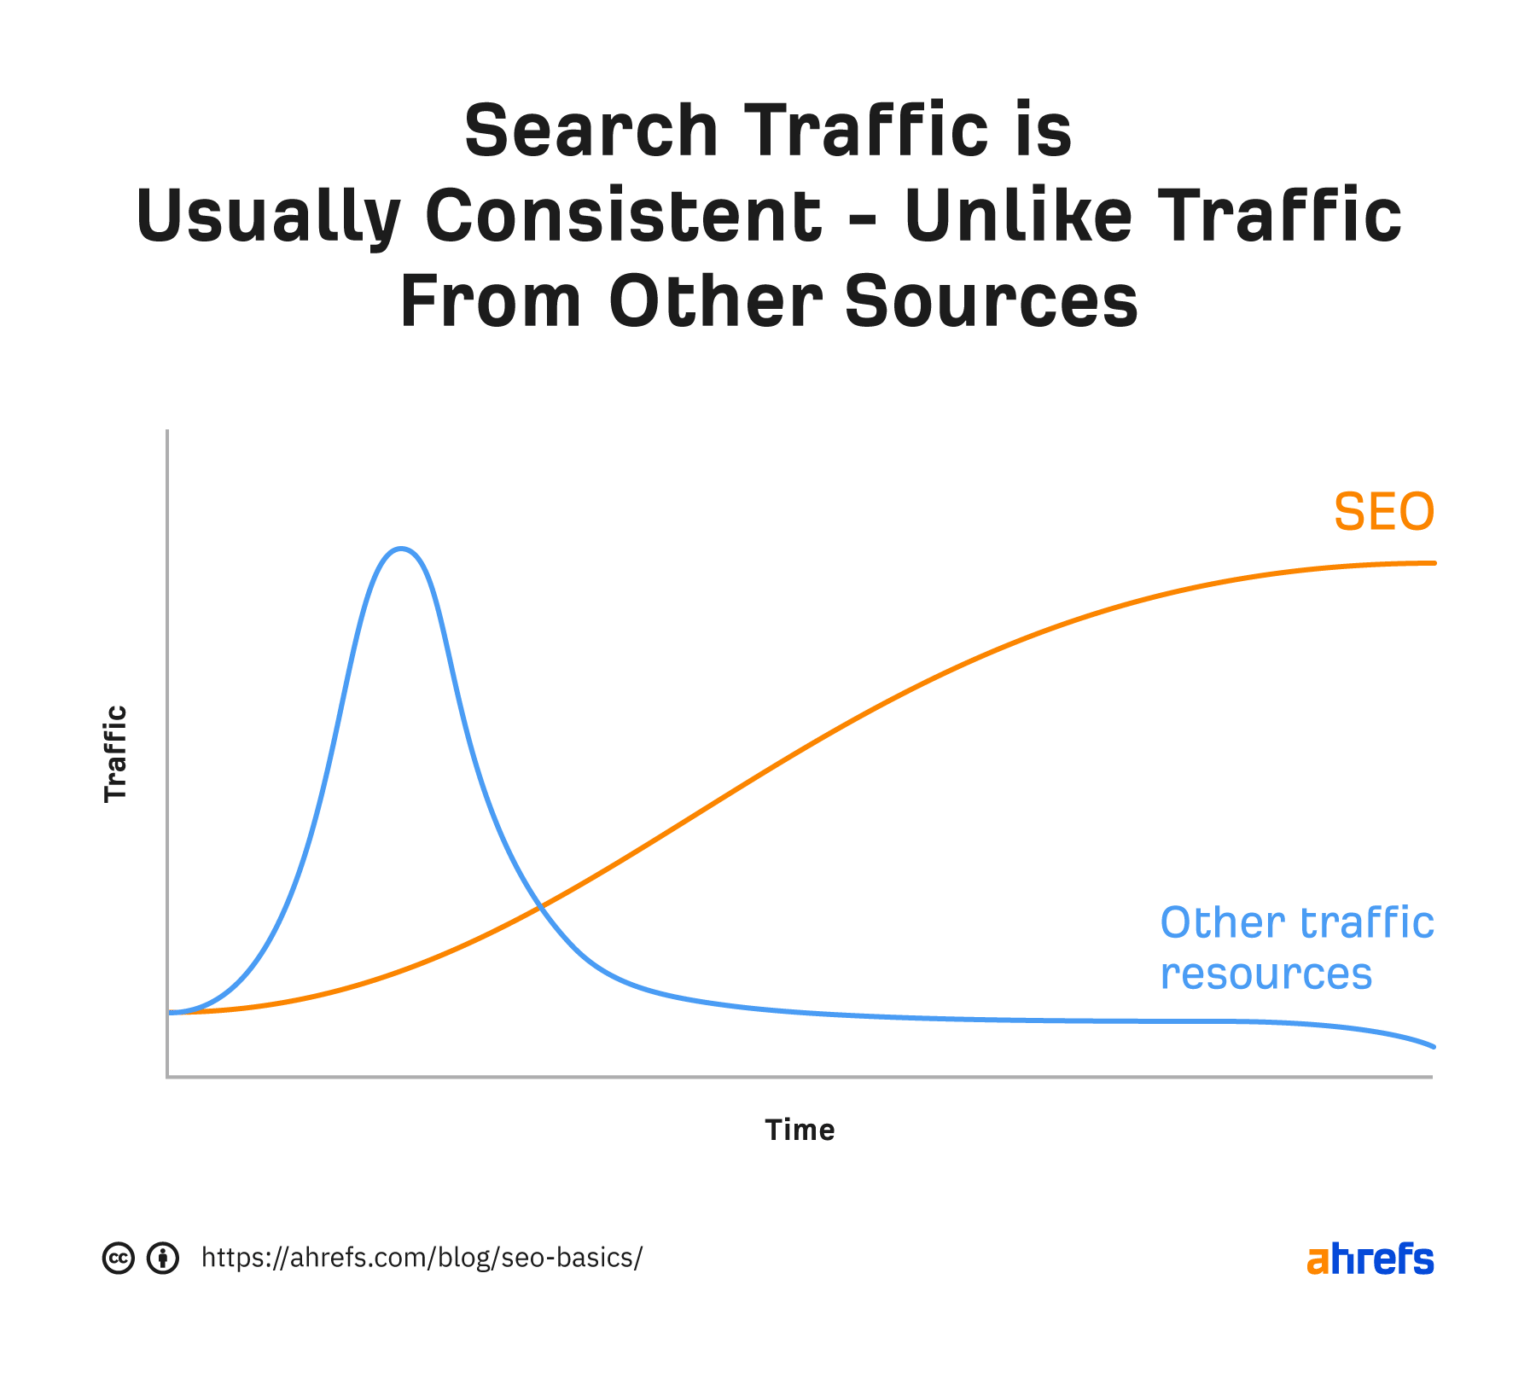 Search Traffic is
Usually Consistent - Unlike Traffic
From Other Sources
SEO
Traffic
Other traffic
resources
Time
cc
https://ahrefs.com/blog/seo-basics/
ahrefs